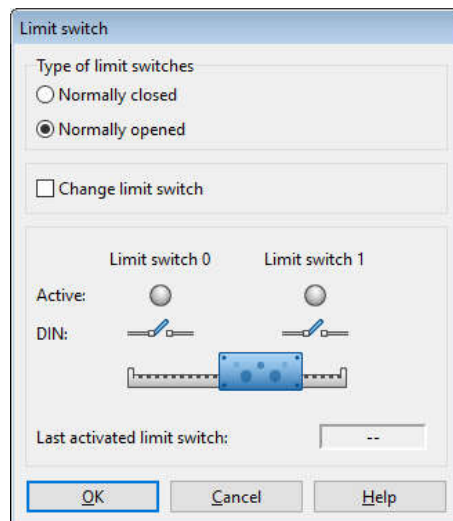 Limit switch
Type of limit switches
Normally closed
Normally opened
Change limit switch
Limit switch 0 Limit switch 1
Active:
DIN:
Last activated limit switch: --
OK Cancel Help